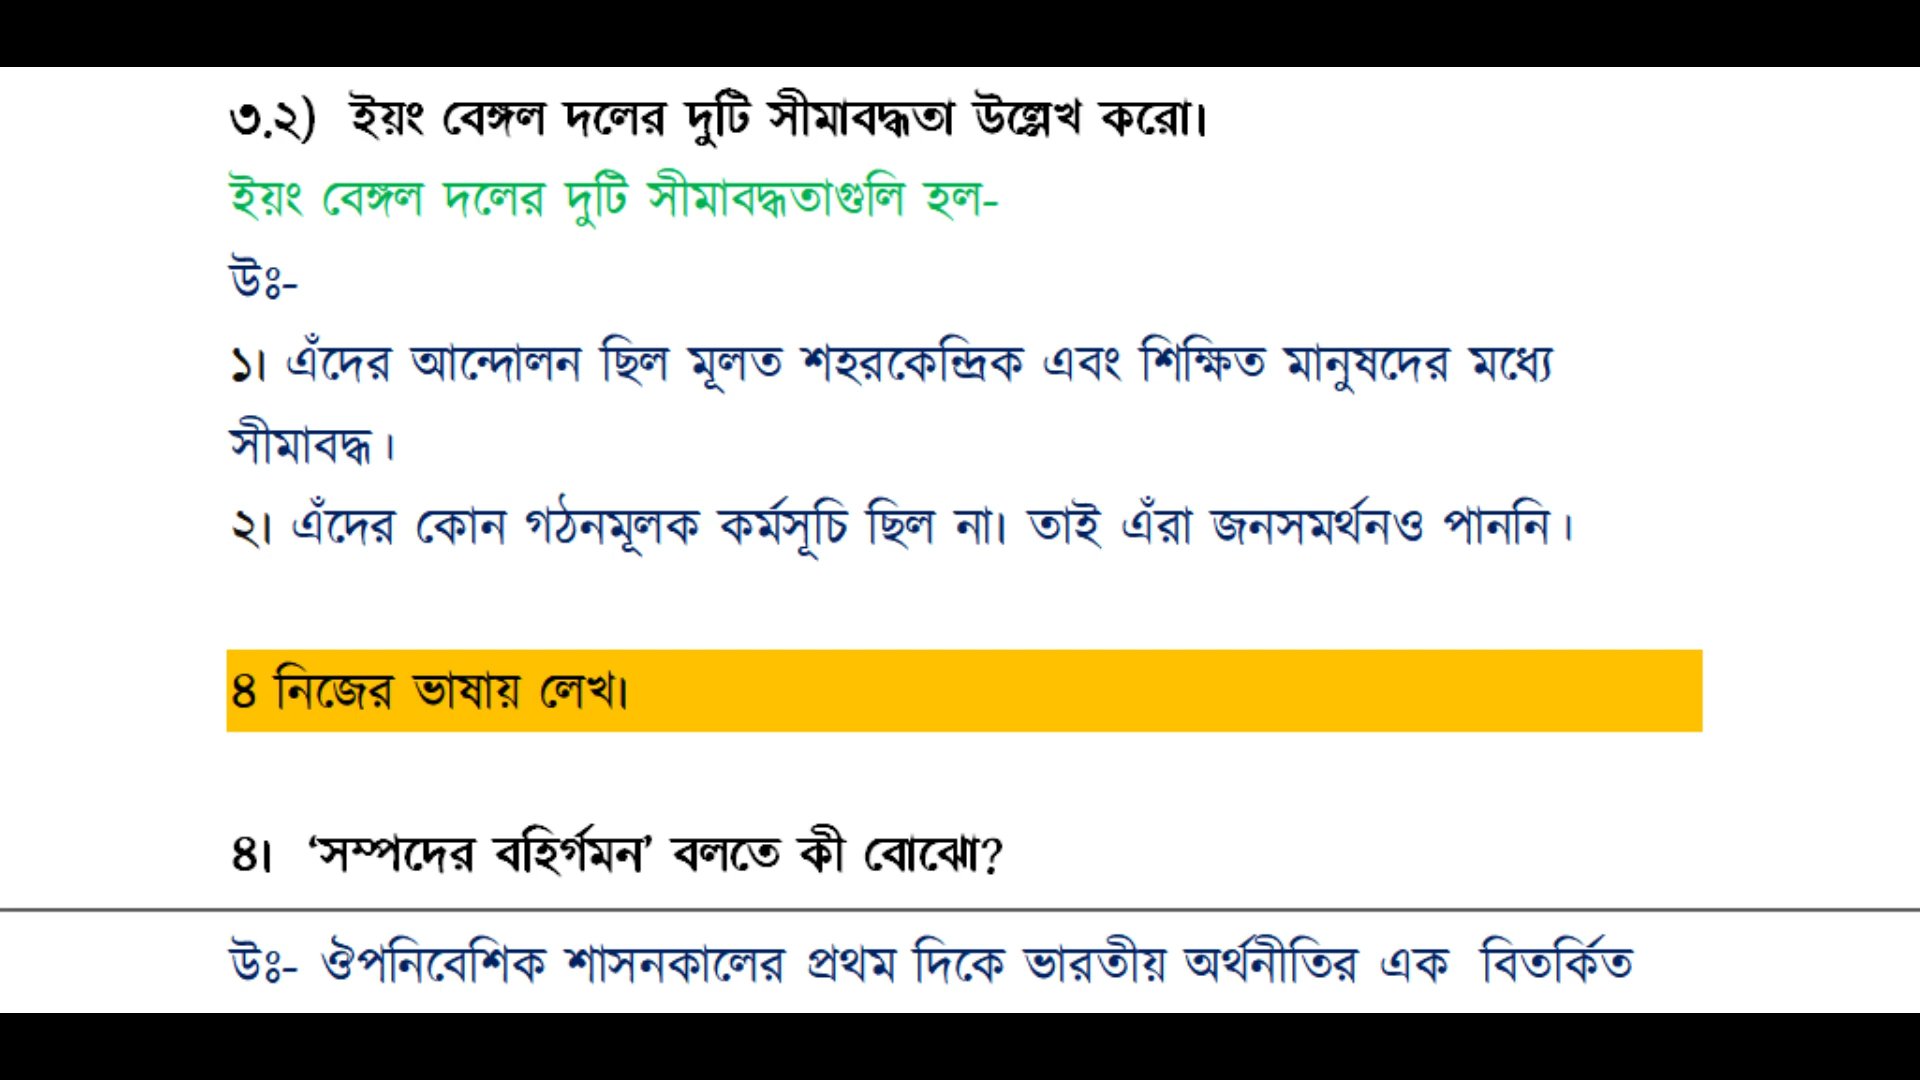 ৩.২) ইয়ং বেঙ্গল দলের দুটি সীমাবদ্ধতা উল্লেখ করো।
ইয়ং বেঙ্গল দলের দুটি সীমাবদ্ধতাগুলি হল-
উঃ-
১। এঁদের আন্দোলন ছিল মূলত শহরকেন্দ্রিক এবং শিক্ষিত মানুষদের মধ্যে
সীমাবদ্ধ।
২। এঁদের কোন গঠনমূলক কর্মসূচি ছিল না। তাই এঁরা জনসমর্থনও পাননি।
৪ নিজের ভাষায় লেখ।
৪। ‘সম্পদের বহির্গমন’ বলতে কী বোঝো?
উঃ- ঔপনিবেশিক শাসনকালের প্রথম দিকে ভারতীয় অর্থনীতির এক বিতর্কিত